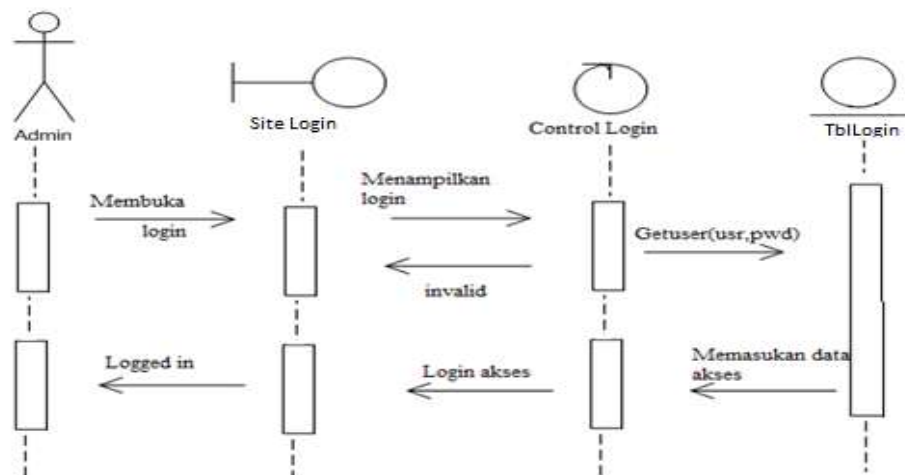 Admin
Site Login
Control Login
TblLogin
Membuka
login
Menampilkan
login
Getuser(usr,pwd)
invalid
Logged in
Login akses
Memasukan data
akses